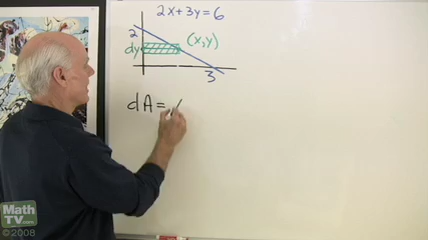 2x+3y=6
2
dy
(x,y)
3
dA=
MathTV.com
©2008